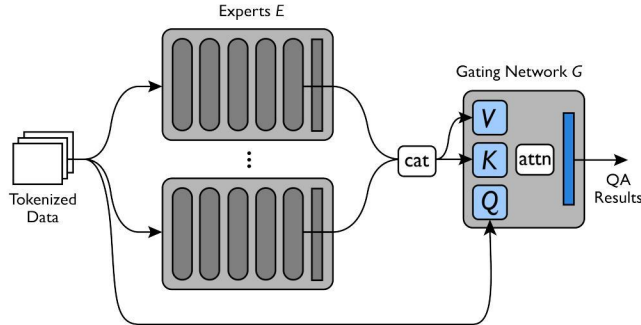 Experts E
Gating Network G
V
cat
K
attn
Q
Tokenized
Data
...
QA
Results